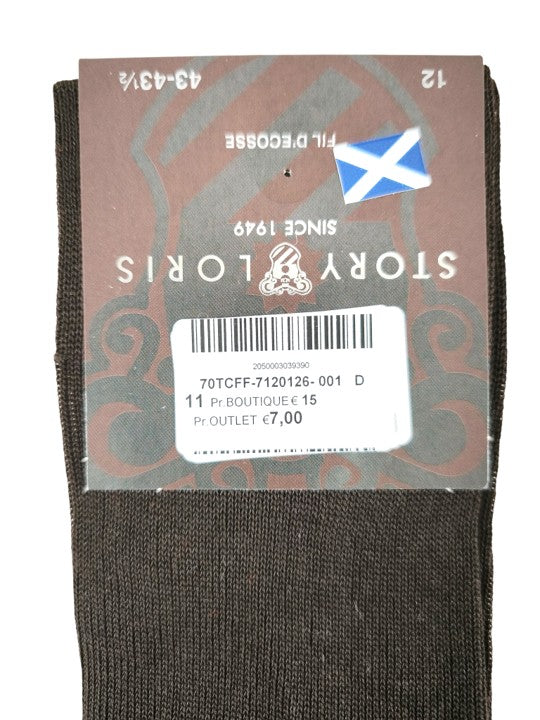 12 43-43½
FIL D'ECOSSE
SINCE 1949
STORY LORIS
2050003039390
70TCFF-7120126-001 D
11 Pr.BOUTIQUE € 15
Pr.OUTLET €7,00